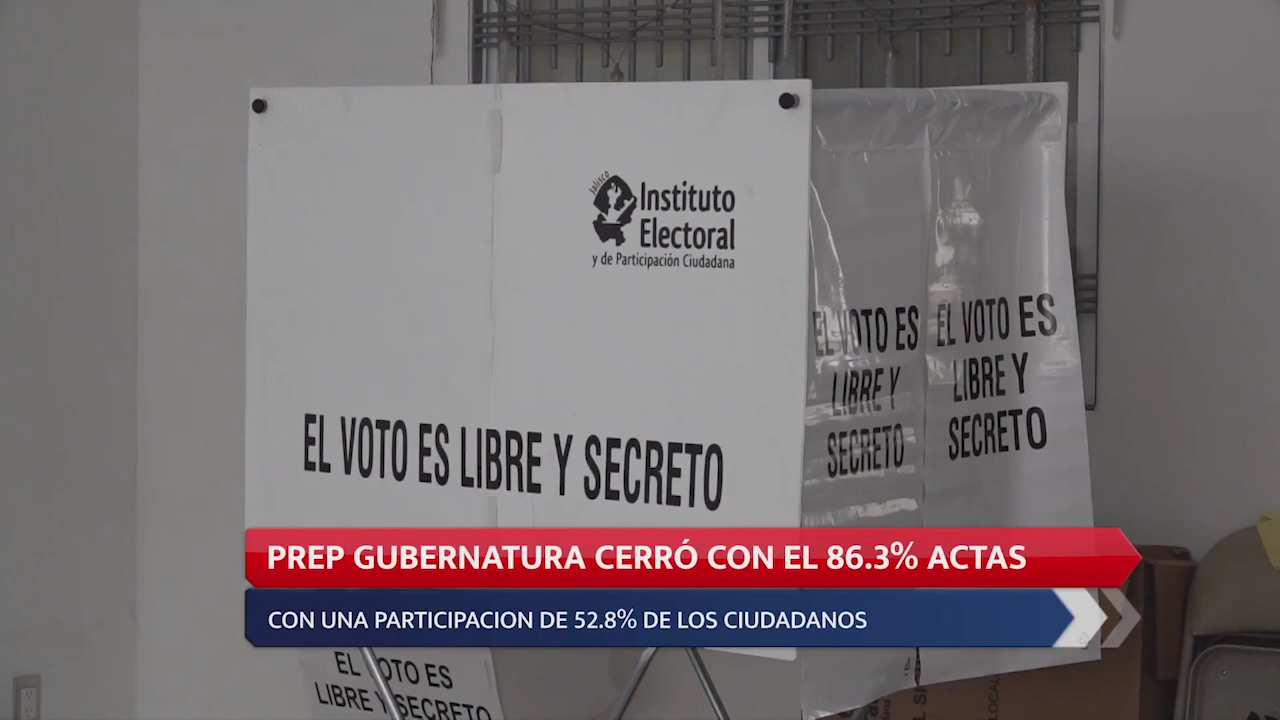 Jalisco
Instituto
Electoral
y de Participación Ciudadana
EL VOTO ES LIBRE Y SECRETO
EL VOTO ES
LIBRE Y
SECRETO
EL VOTO ES
LIBRE Y
SECRETO
PREP GUBERNATURA CERRÓ CON EL 86.3% ACTAS
CON UNA PARTICIPACION DE 52.8% DE LOS CIUDADANOS
EL VOTO ES
LIBRE Y SECRETO